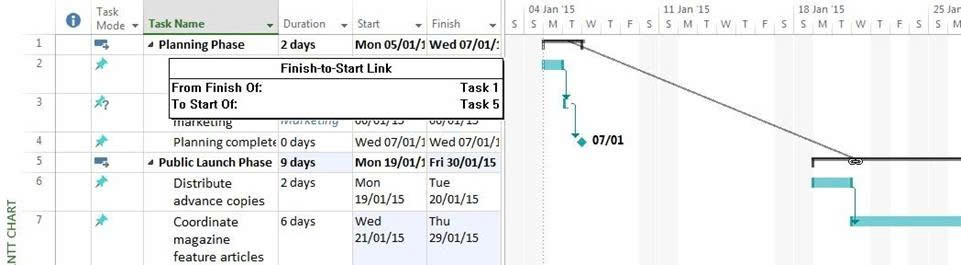 04 Jan '15 11 Jan '15 18 Jan '15 25 Jan
Task Mode Task Name Duration Start Finish S S M T W T F S S M T W T F S S M T W T F S S M
1 Planning Phase 2 days Mon 05/01/1 Wed 07/01/1
2
Finish-to-Start Link
From Finish Of: Task 1
To Start Of: Task 5
3
marketing Marketing
4 Planning complete 0 days Wed 07/01/1 Wed 07/01/1 07/01
5 Public Launch Phase 9 days Mon 19/01/1 Fri 30/01/15
6 Distribute 2 days Mon Tue
advance copies 19/01/15 20/01/15
7 Coordinate 6 days Wed Thu
magazine 21/01/15 29/01/15
feature articles
NTT CHART